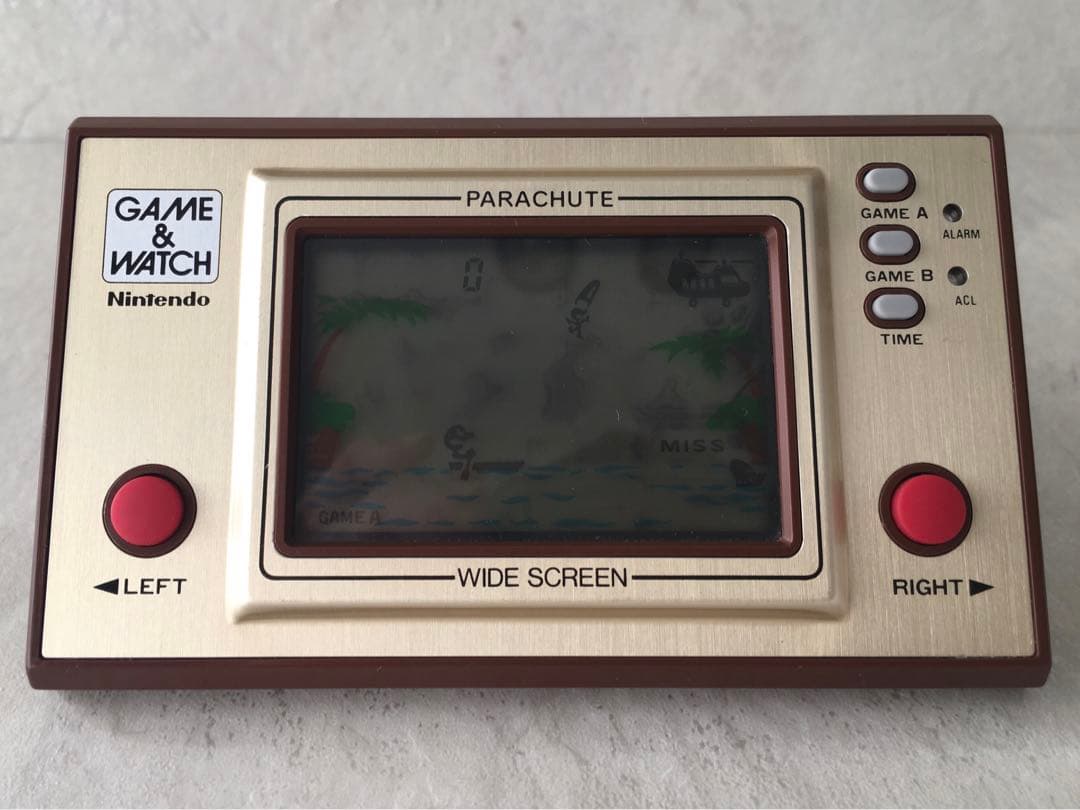 GAME
&
WATCH
Nintendo
PARACHUTE
0
MISS
GAME A
WIDE SCREEN
GAME A
ALARM
GAME B
ACL
TIME
◄LEFT
RIGHT►